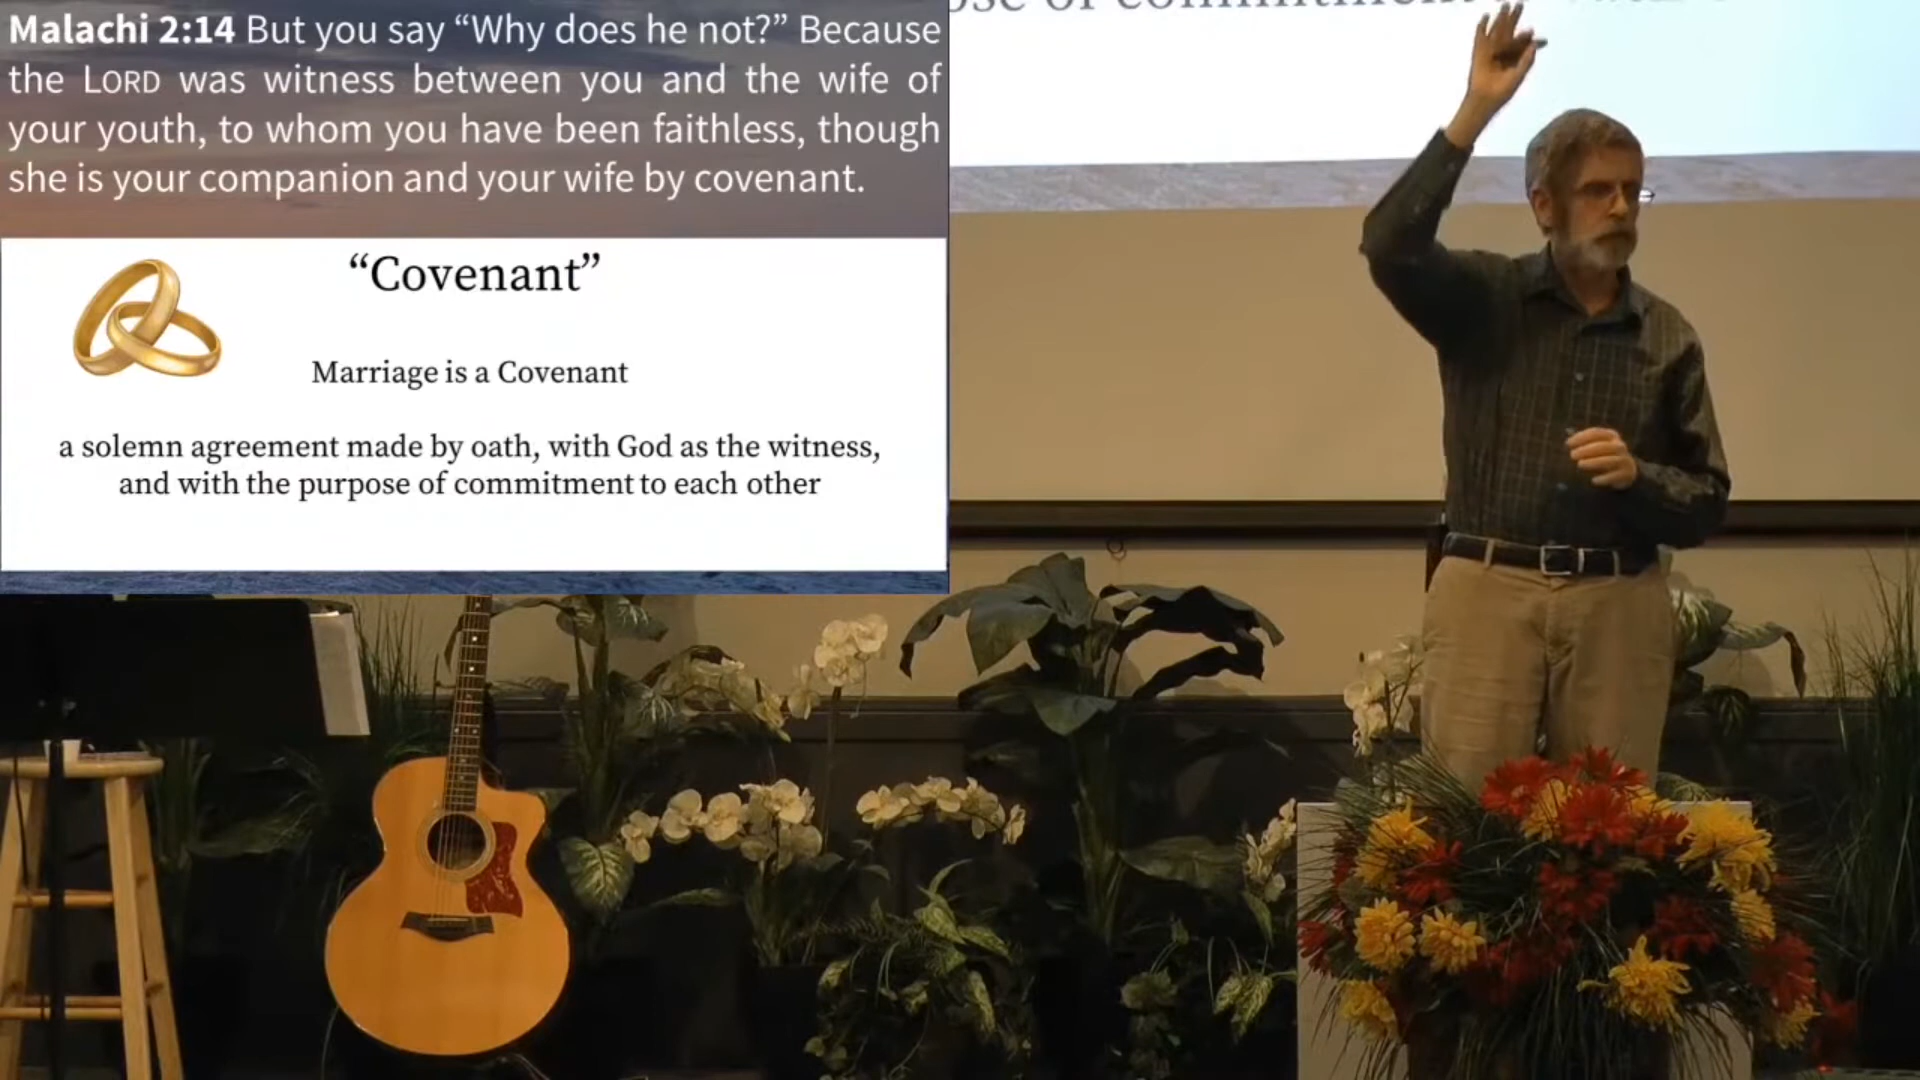 Malachi 2:14 But you say “Why does he not?” Because
the LORD was witness between you and the wife of
your youth, to whom you have been faithless, though
she is your companion and your wife by covenant.
“Covenant”
Marriage is a Covenant
a solemn agreement made by oath, with God as the witness,
and with the purpose of commitment to each other
of commitment